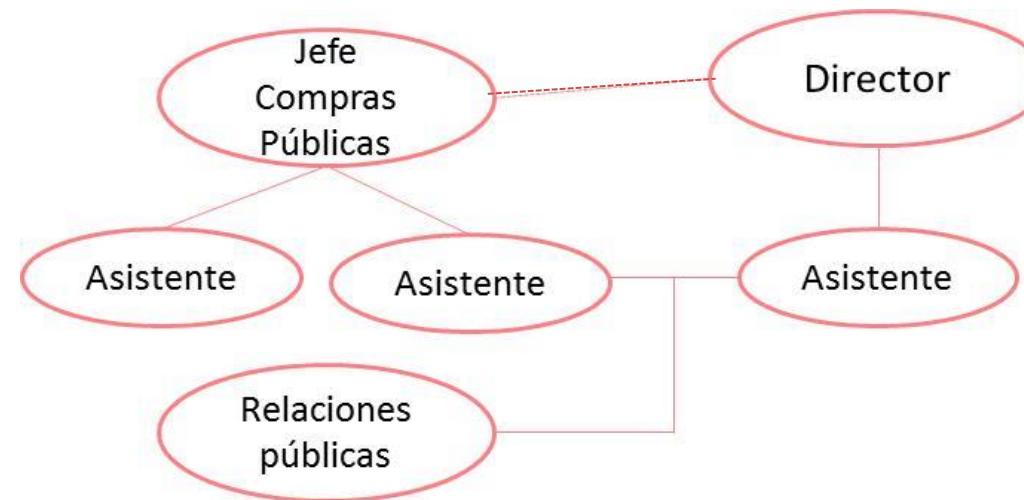 Jefe
Compras
Públicas
Director
Asistente
Asistente
Asistente
Relaciones
públicas